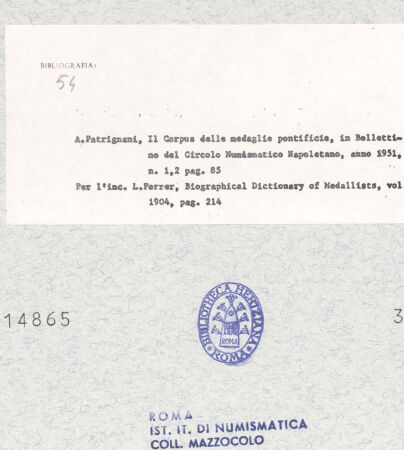 BIBLIOGRAFIA:
54
A.Patrignani, Il Corpus delle medaglie pontificie, in Bolletti-
no del Circolo Numismatico Napoletano, anno 1951,
n. 1,2 pag. 85
Per l'inc. L.Forrer, Biographical Dictionary of Medallists, vol.
1904, pag. 214
14865
3
BIBLIOTHECA HERTZIANA
ROMA
ROMA
ROMA
IST. IT. DI NUMISMATICA
COLL. MAZZOCOLO